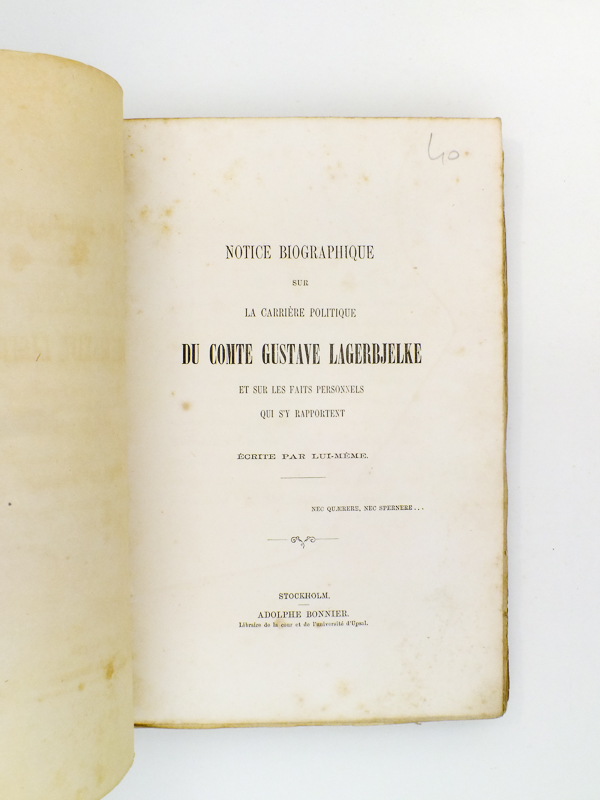 40
NOTICE BIOGRAPHIQUE
SUR
LA CARRIÈRE POLITIQUE
DU COMTE GUSTAVE LAGERBJELKE
ET SUR LES FAITS PERSONNELS
QUI S'Y RAPPORTENT
ÉCRITE PAR LUI-MÊME.
NEC QUÆRERE, NEC SPERNERE...
STOCKHOLM.
ADOLPHE BONNIER.
Libraire de la cour et de l'université d'Upsal.